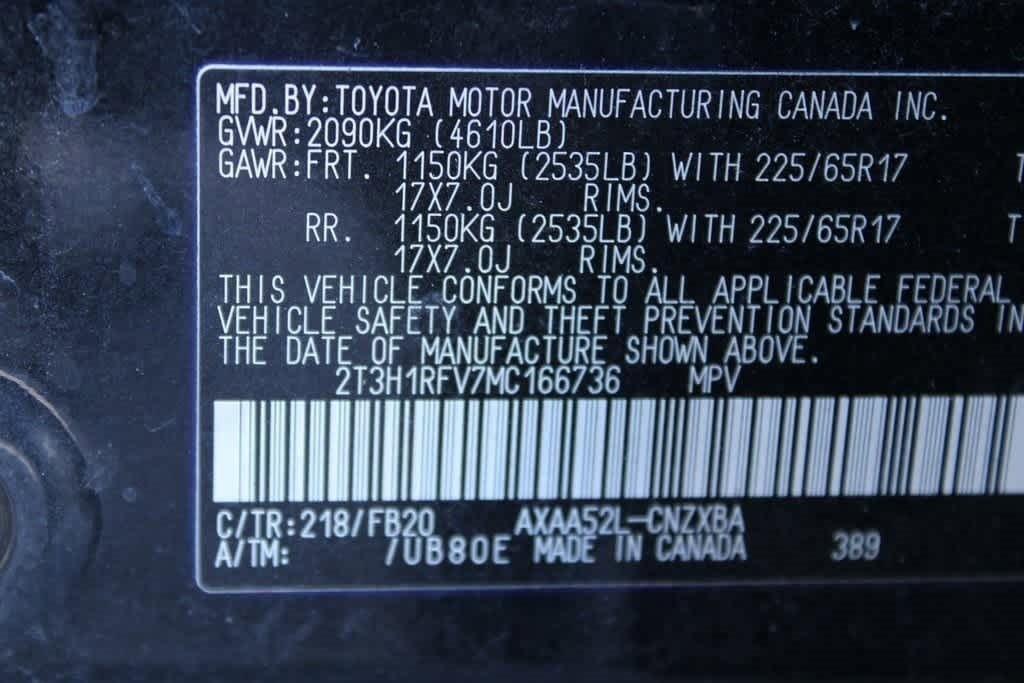 MFD.BY:TOYOTA MOTOR MANUFACTURING CANADA INC.
GVWR:2090KG (4610LB)
GAWR:FRT. 1150KG (2535LB) WITH 225/65R17 T
17X7.0J RIMS.
RR. 1150KG (2535LB) WITH 225/65R17 T
17X7.0J RIMS.
THIS VEHICLE CONFORMS TO ALL APPLICABLE FEDERAL
VEHICLE SAFETY AND THEFT PREVENTION STANDARDS IN
THE DATE OF MANUFACTURE SHOWN ABOVE.
2T3H1RFV7MC166736 MPV
C/TR:218/FB20 AXAA52L-CNZXBA
A/TM: /UB80E MADE IN CANADA 389